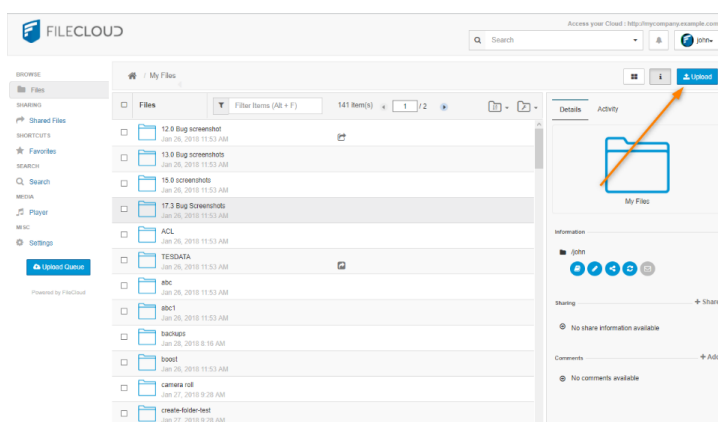 Access your Cloud : http://mycompany.example.com
FILECLOUD
Search
john
BROWSE
Files
SHARING
Shared Files
SHORTCUTS
Favorites
SEARCH
Search
MEDIA
Player
MISC
Settings
Upload Queue
Powered by FileCloud
/ My Files
i
Upload
Files
Filter Items (Alt + F)
141 item(s)
1 / 2
12.0 Bug screenshot
Jan 26, 2018 11:53 AM
13.0 Bug screenshots
Jan 26, 2018 11:53 AM
15.0 screenshots
Jan 26, 2018 11:53 AM
17.3 Bug Screenshots
Jan 26, 2018 11:53 AM
ACL
Jan 26, 2018 11:53 AM
TESDATA
Jan 26, 2018 11:53 AM
abc
Jan 26, 2018 11:53 AM
abc1
Jan 26, 2018 11:53 AM
backups
Jan 28, 2018 8:16 AM
boost
Jan 26, 2018 11:53 AM
camera roll
Jan 27, 2018 9:28 AM
create-folder-test
Jan 27, 2018 9:28 AM
Details
Activity
My Files
Information
/john
Sharing
+ Share
No share information available
Comments
+ Add
No comments available